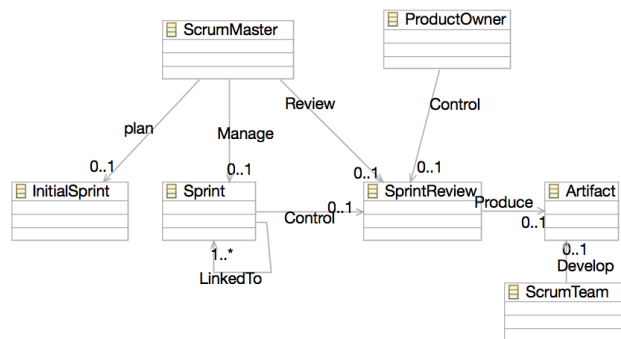 ProductOwner
ScrumMaster
Review
Control
plan
Manage
0..1
0..1
0..1
0..1
InitialSprint
Sprint
SprintReview
Artifact
Produce
0..1
Control
0..1
1..*
0..1
LinkedTo
Develop
ScrumTeam